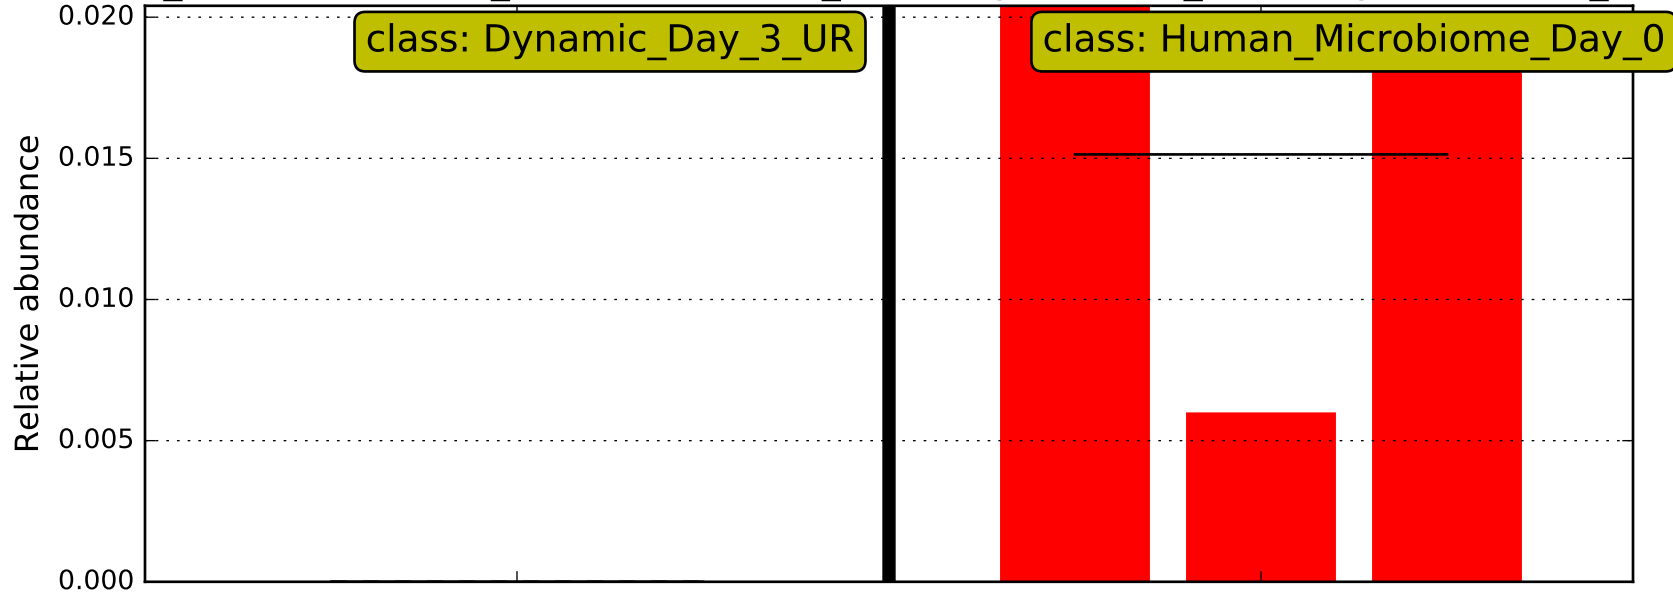 0.020
class: Dynamic_Day_3_UR
class: Human_Microbiome_Day_0
0.015
0.010
0.005
0.000
Relative abundance